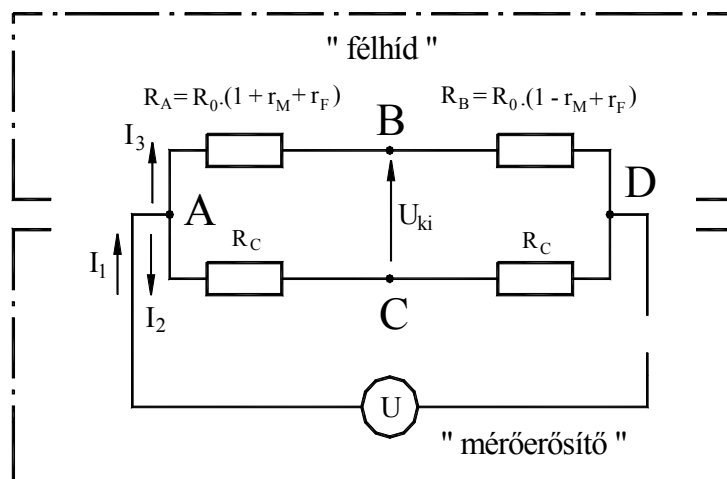 " félhíd "
R_A = R_0.(1 + r_M + r_F)
R_B = R_0.(1 - r_M + r_F)
B
I_3
D
A
U_ki
R_C
R_C
I_1
I_2
C
U
" mérőerősítő "